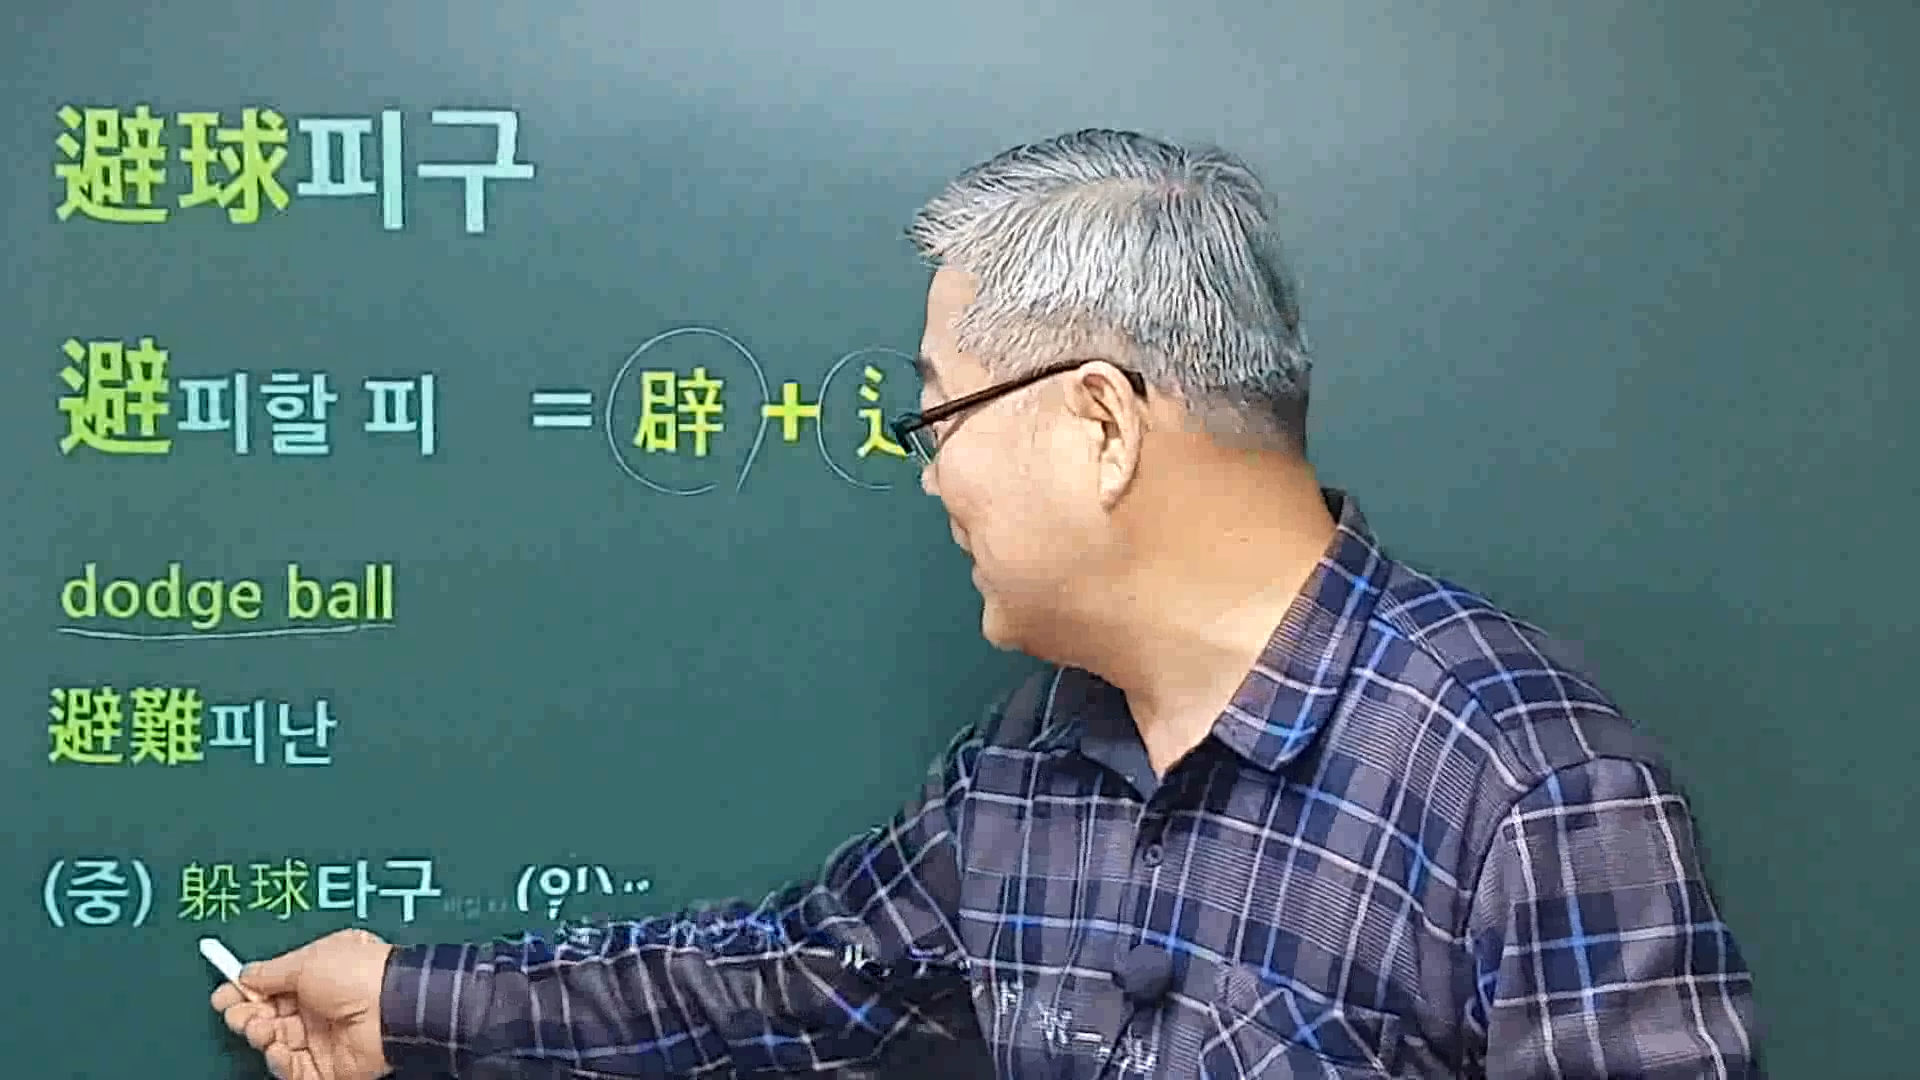 避球피구
避피할 피 = 辟 + 辶
dodge ball
避難피난
(중) 躲球타구